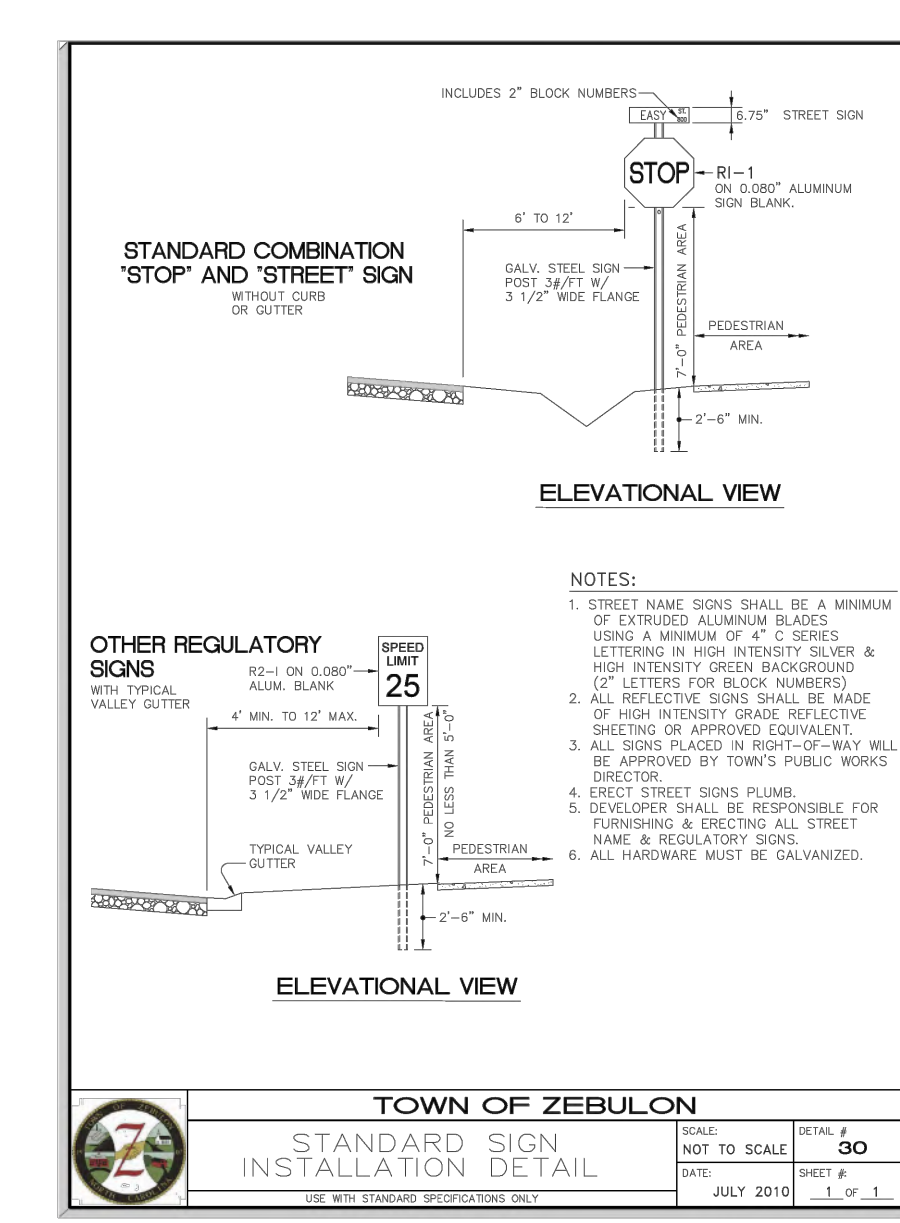 INCLUDES 2" BLOCK NUMBERS
EASY ST.
800
6.75" STREET SIGN
STOP
R1-1
ON 0.080" ALUMINUM
SIGN BLANK.
6' TO 12'
STANDARD COMBINATION
"STOP" AND "STREET" SIGN
WITHOUT CURB
OR GUTTER
GALV. STEEL SIGN
POST 3#/FT W/
3 1/2" WIDE FLANGE
7'-0" PEDESTRIAN AREA
PEDESTRIAN
AREA
2'-6" MIN.
ELEVATIONAL VIEW
NOTES:
1. STREET NAME SIGNS SHALL BE A MINIMUM
OF EXTRUDED ALUMINUM BLADES
USING A MINIMUM OF 4" C SERIES
LETTERING IN HIGH INTENSITY SILVER &
HIGH INTENSITY GREEN BACKGROUND
(2" LETTERS FOR BLOCK NUMBERS)
2. ALL REFLECTIVE SIGNS SHALL BE MADE
OF HIGH INTENSITY GRADE REFLECTIVE
SHEETING OR APPROVED EQUIVALENT.
3. ALL SIGNS PLACED IN RIGHT-OF-WAY WILL
BE APPROVED BY TOWN'S PUBLIC WORKS
DIRECTOR.
4. ERECT STREET SIGNS PLUMB.
5. DEVELOPER SHALL BE RESPONSIBLE FOR
FURNISHING & ERECTING ALL STREET
NAME & REGULATORY SIGNS.
6. ALL HARDWARE MUST BE GALVANIZED.
OTHER REGULATORY
SIGNS
WITH TYPICAL
VALLEY GUTTER
SPEED
LIMIT
25
R2-1 ON 0.080"
ALUM. BLANK
4' MIN. TO 12' MAX.
GALV. STEEL SIGN
POST 3#/FT W/
3 1/2" WIDE FLANGE
7'-0" PEDESTRIAN AREA
NO LESS THAN 5'-0"
TYPICAL VALLEY
GUTTER
PEDESTRIAN
AREA
2'-6" MIN.
ELEVATIONAL VIEW
TOWN OF ZEBULON
NORTH CAROLINA
Z
TOWN OF ZEBULON
STANDARD SIGN
INSTALLATION DETAIL
USE WITH STANDARD SPECIFICATIONS ONLY
SCALE:
NOT TO SCALE
DETAIL #
30
DATE:
JULY 2010
SHEET #:
1 OF 1